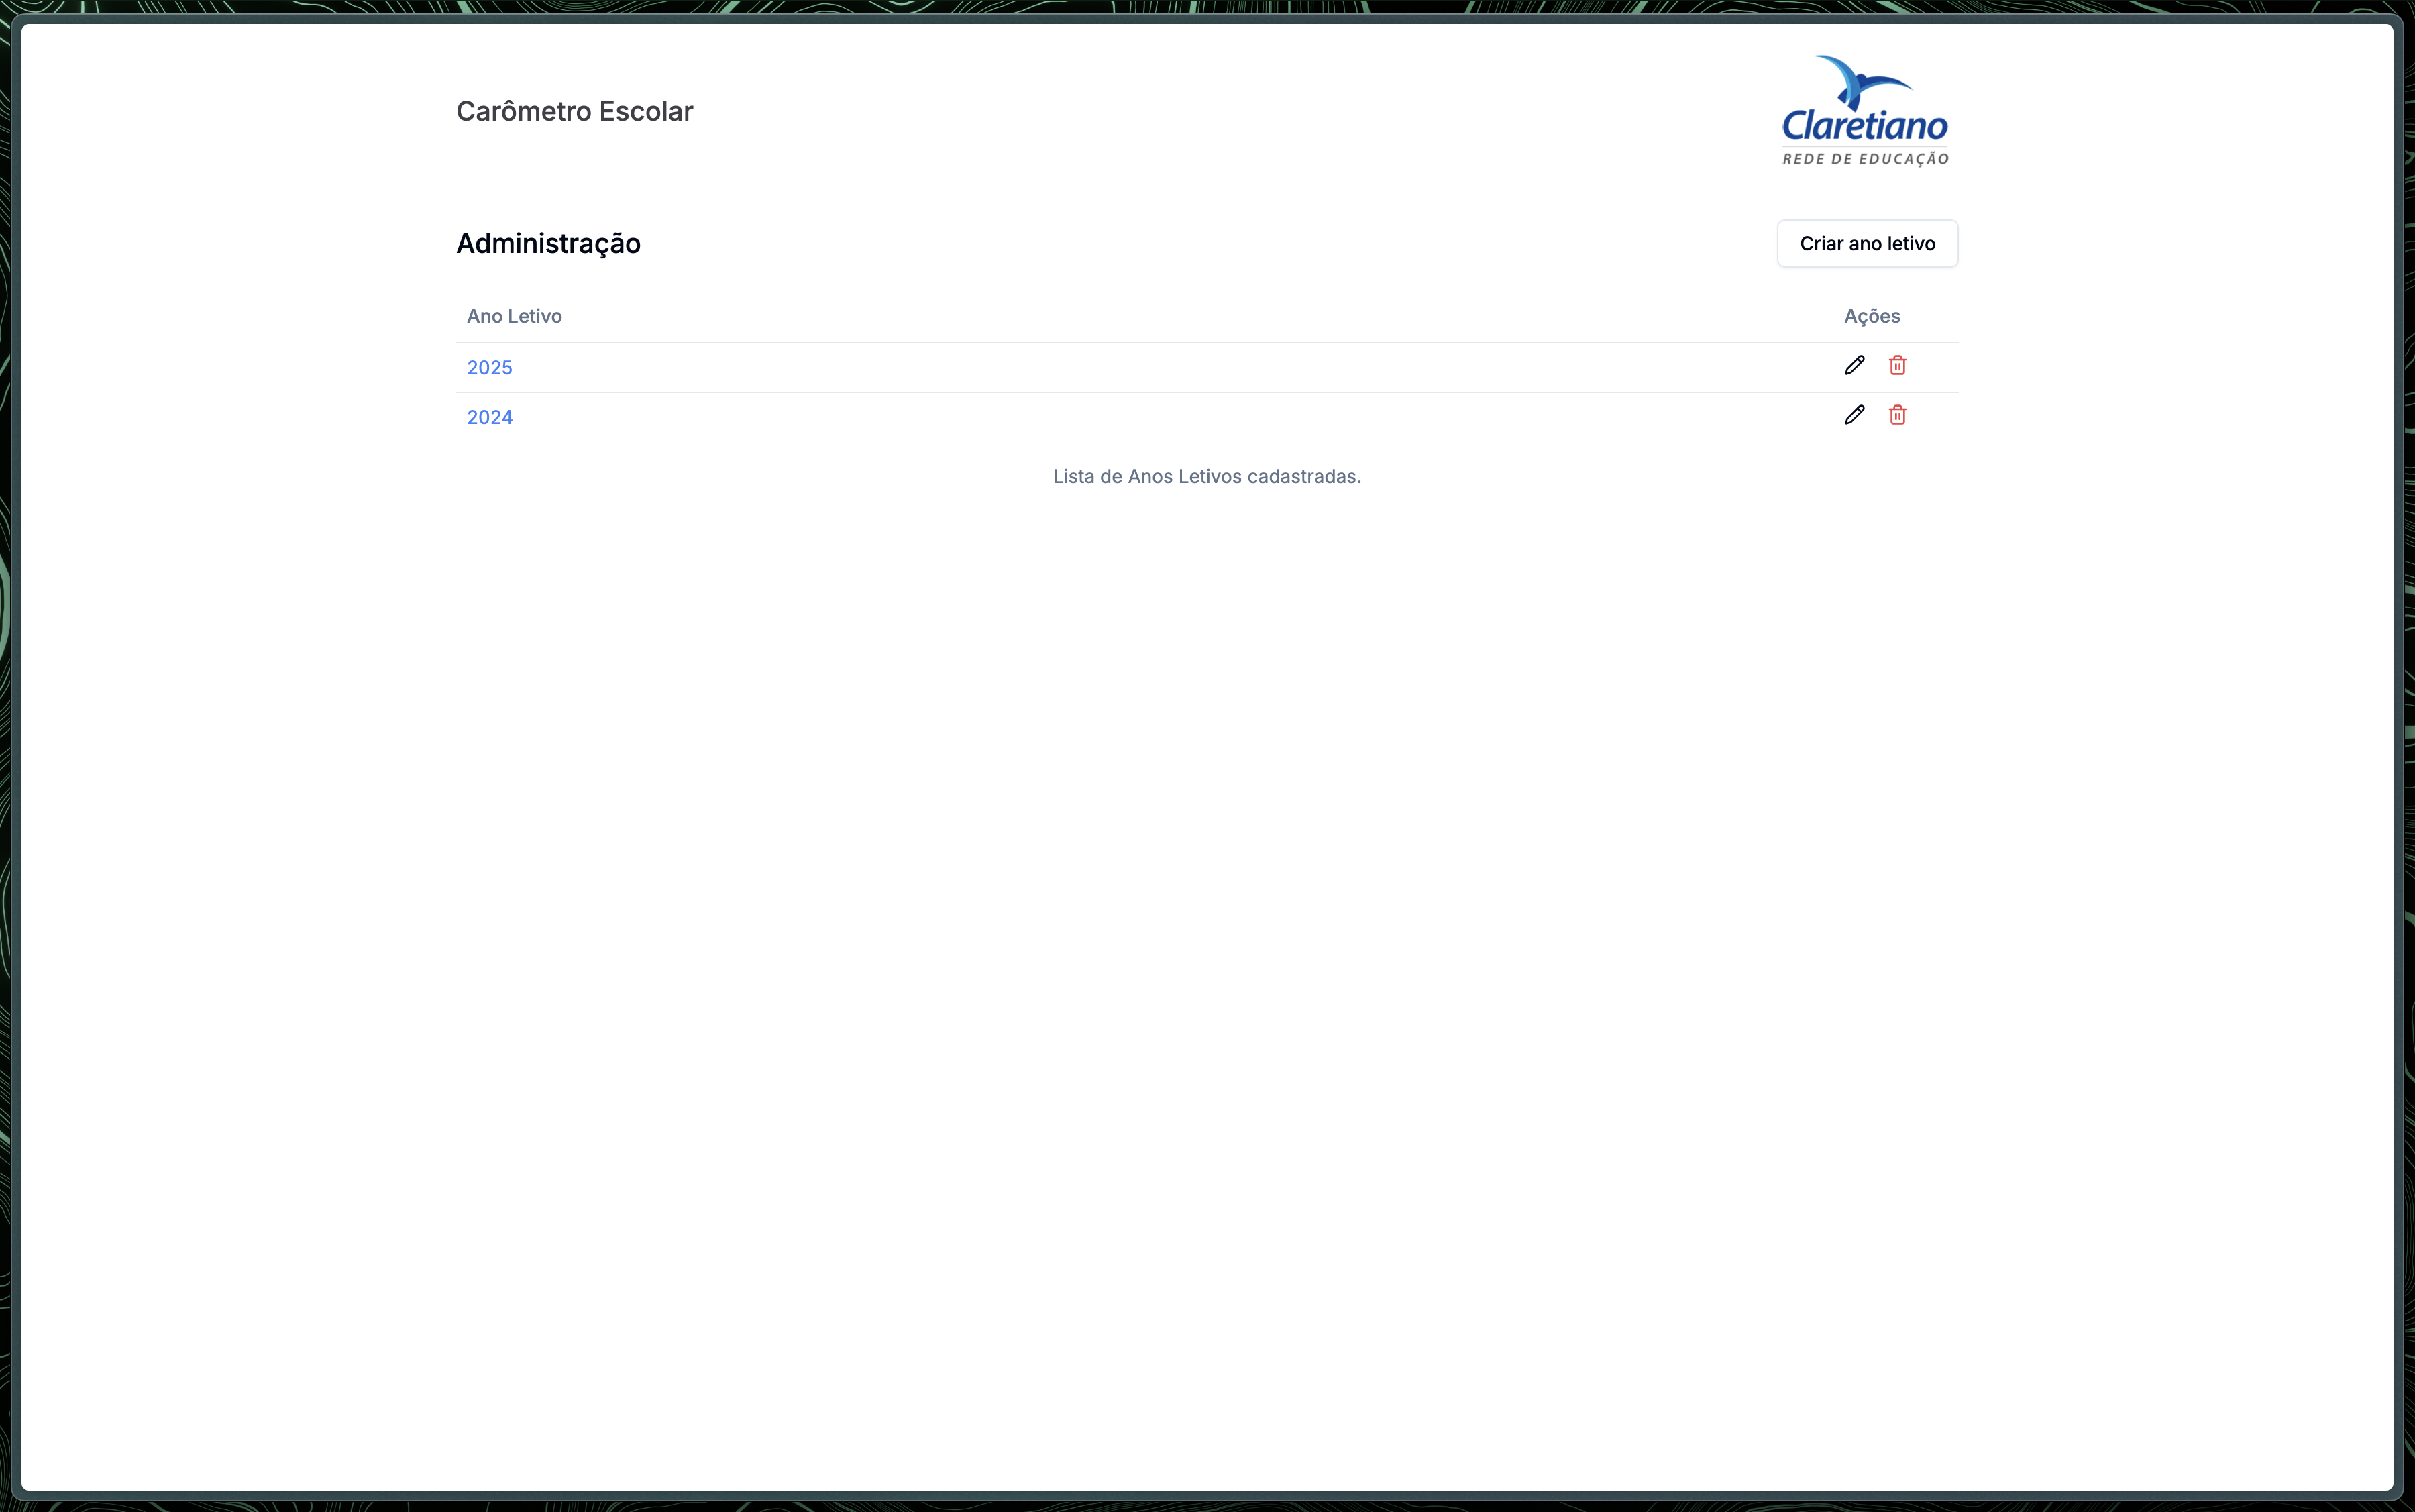 Carômetro Escolar
Claretiano
REDE DE EDUCAÇÃO
Administração
Criar ano letivo
Ano Letivo
Ações
2025
2024
Lista de Anos Letivos cadastradas.